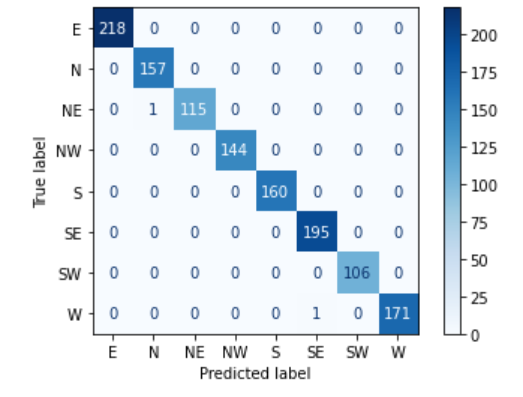 E 218 0 0 0 0 0 0 0
N 0 157 0 0 0 0 0 0
NE 0 1 115 0 0 0 0 0
NW 0 0 0 144 0 0 0 0
S 0 0 0 0 160 0 0 0
SE 0 0 0 0 0 195 0 0
SW 0 0 0 0 0 0 106 0
W 0 0 0 0 0 1 0 171
E N NE NW S SE SW W
Predicted label
True label
200
175
150
125
100
75
50
25
0